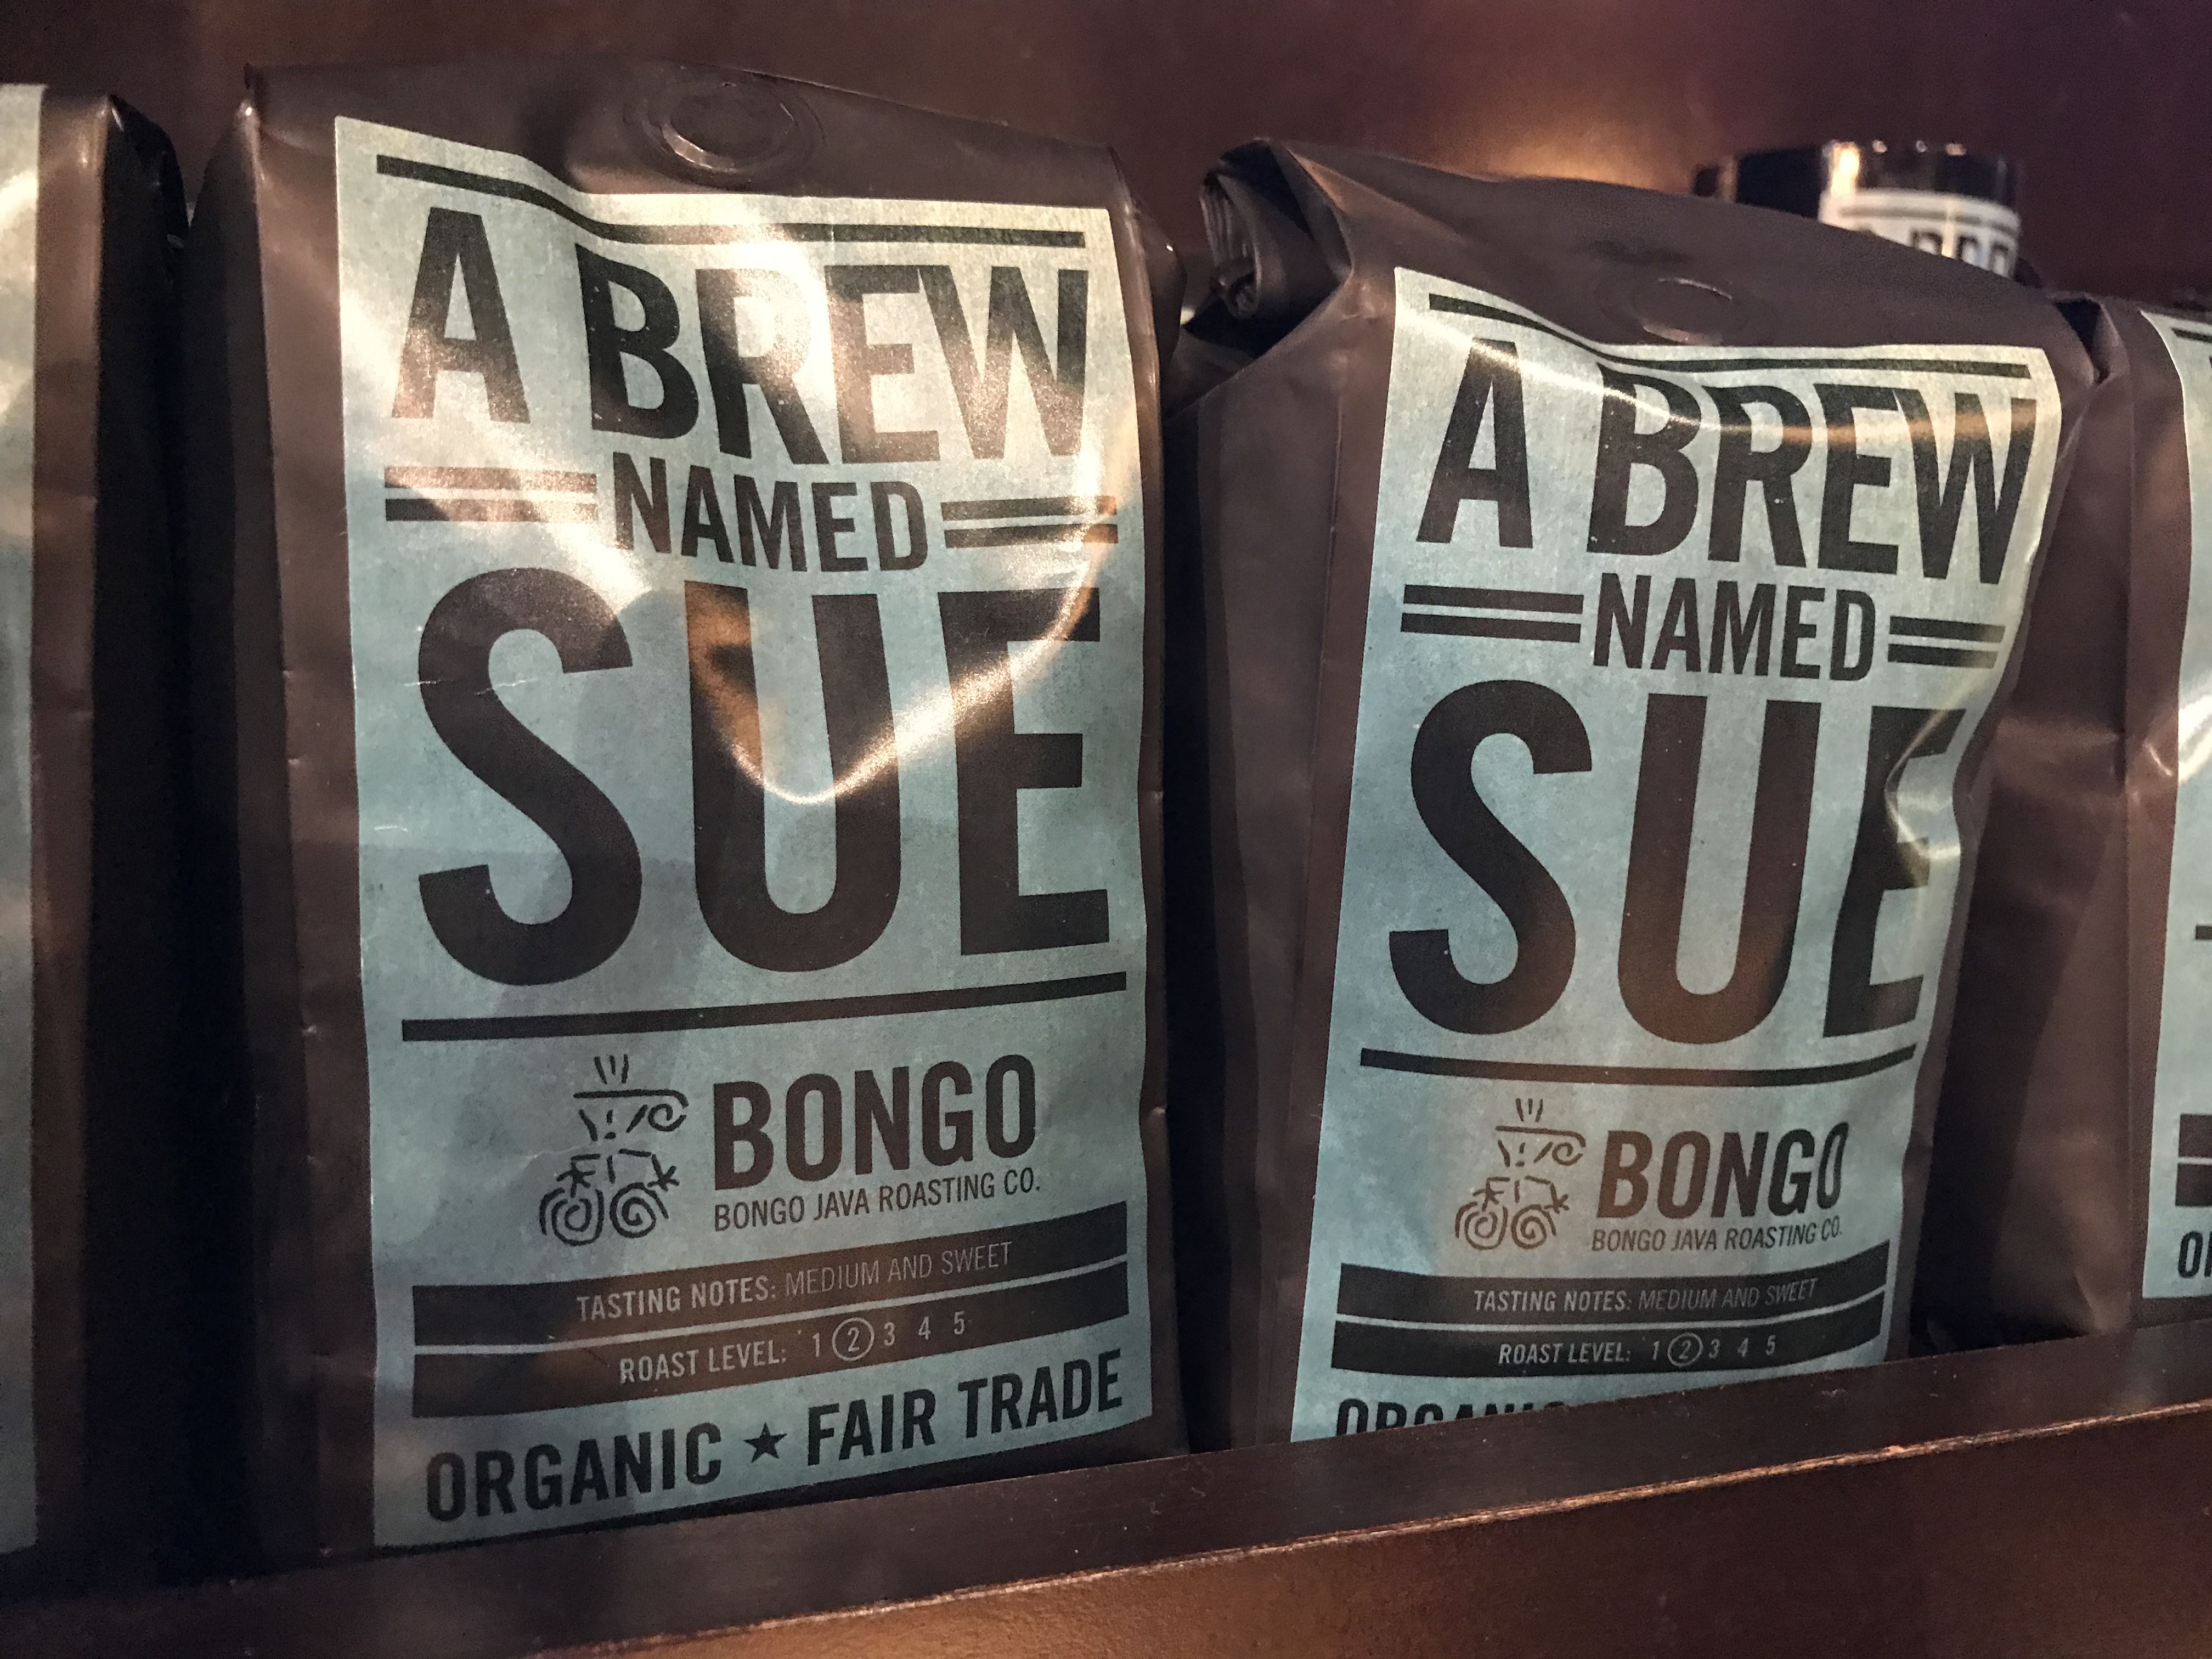 A BREW
NAMED
SUE
BONGO
BONGO JAVA ROASTING CO.
TASTING NOTES: MEDIUM AND SWEET
ROAST LEVEL: 1 2 3 4 5
ORGANIC ★ FAIR TRADE
A BREW
NAMED
SUE
BONGO
BONGO JAVA ROASTING CO.
TASTING NOTES: MEDIUM AND SWEET
ROAST LEVEL: 1 2 3 4 5
ORGANIC